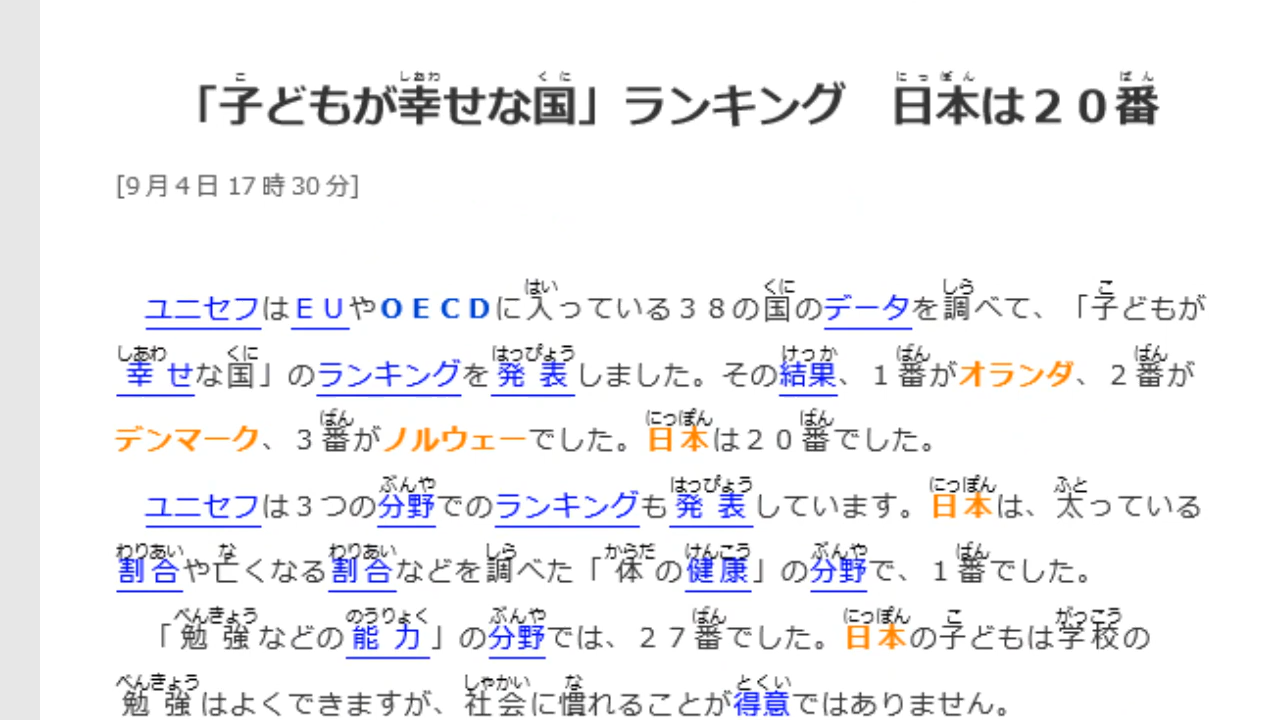 「子どもが幸せな国」ランキング　日本は２０番
[9月4日 17時30分]
ユニセフはＥＵやＯＥＣＤに入っている３８の国のデータを調べて、「子どもが
幸せな国」のランキングを発表しました。その結果、１番がオランダ、２番が
デンマーク、３番がノルウェーでした。日本は２０番でした。
ユニセフは３つの分野でのランキングも発表しています。日本は、太っている
割合や亡くなる割合などを調べた「体の健康」の分野で、１番でした。
「勉強などの能力」の分野では、２７番でした。日本の子どもは学校の
勉強はよくできますが、社会に慣れることが得意ではありません。